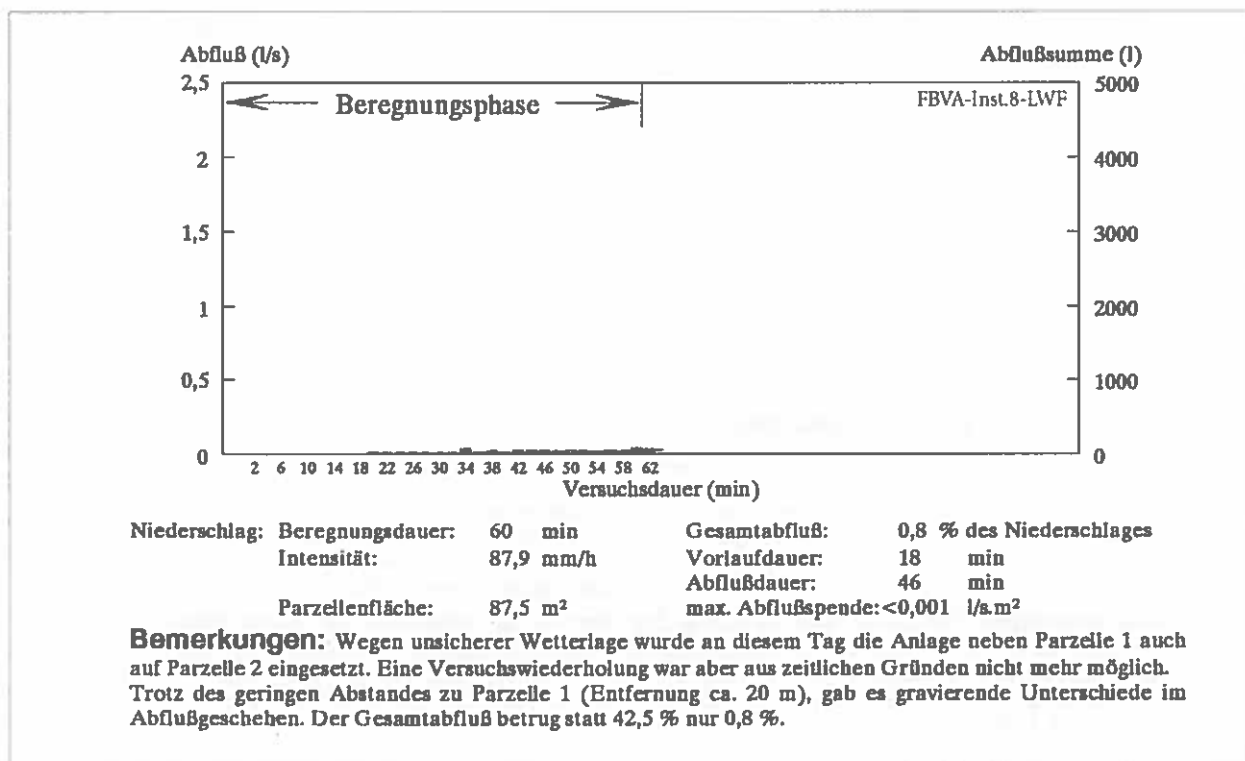 Abfluß (l/s) Abflußsumme (l)
2,5 5000
Beregnungsphase FBVA-Inst.8-LWF
2 4000
1,5 3000
1 2000
0,5 1000
0 0
2 6 10 14 18 22 26 30 34 38 42 46 50 54 58 62
Versuchsdauer (min)
Niederschlag: Beregnungsdauer: 60 min Gesamtabfluß: 0,8 % des Niederschlages
Intensität: 87,9 mm/h Vorlaufdauer: 18 min
Abflußdauer: 46 min
Parzellenfläche: 87,5 m² max. Abflußspende: <0,001 l/s.m²
Bemerkungen: Wegen unsicherer Wetterlage wurde an diesem Tag die Anlage neben Parzelle 1 auch
auf Parzelle 2 eingesetzt. Eine Versuchswiederholung war aber aus zeitlichen Gründen nicht mehr möglich.
Trotz des geringen Abstandes zu Parzelle 1 (Entfernung ca. 20 m), gab es gravierende Unterschiede im
Abflußgeschehen. Der Gesamtabfluß betrug statt 42,5 % nur 0,8 %.